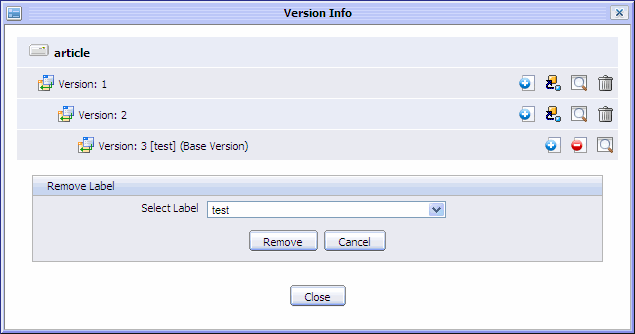 Version Info
article
Version: 1
Version: 2
Version: 3 [test] (Base Version)
Remove Label
Select Label test
Remove Cancel
Close